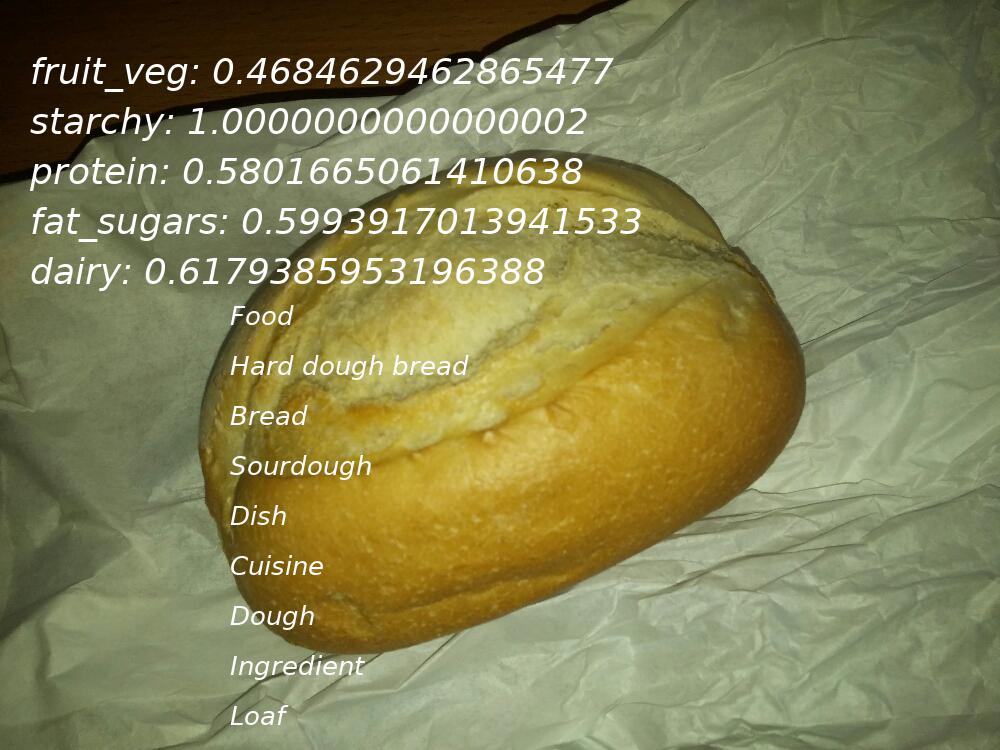 fruit_veg: 0.4684629462865477
starchy: 1.0000000000000002
protein: 0.5801665061410638
fat_sugars: 0.5993917013941533
dairy: 0.6179385953196388
Food
Hard dough bread
Bread
Sourdough
Dish
Cuisine
Dough
Ingredient
Loaf